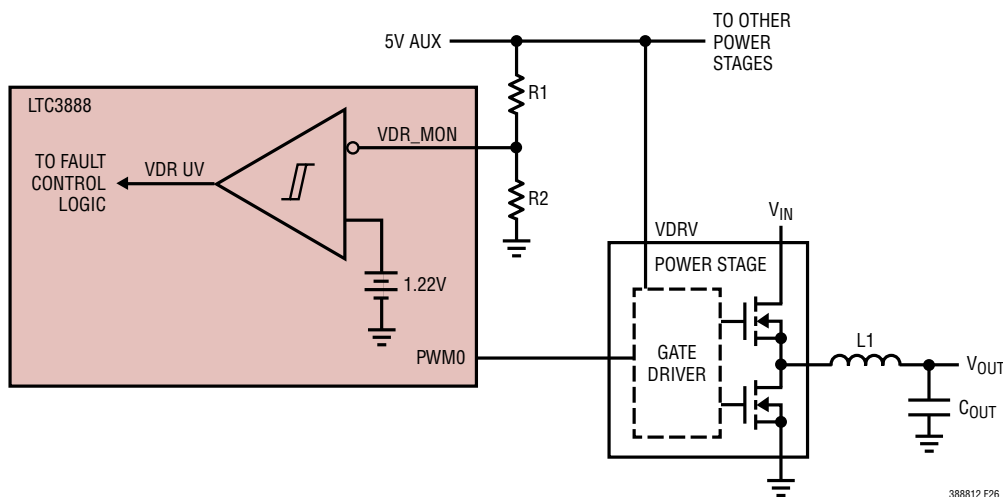 TO OTHER
POWER
STAGES
5V AUX
R1
LTC3888
VDR_MON
TO FAULT
CONTROL
LOGIC
VDR UV
R2
VIN
VDRV
POWER STAGE
1.22V
L1
PWM0
GATE
DRIVER
VOUT
COUT
388812 F26